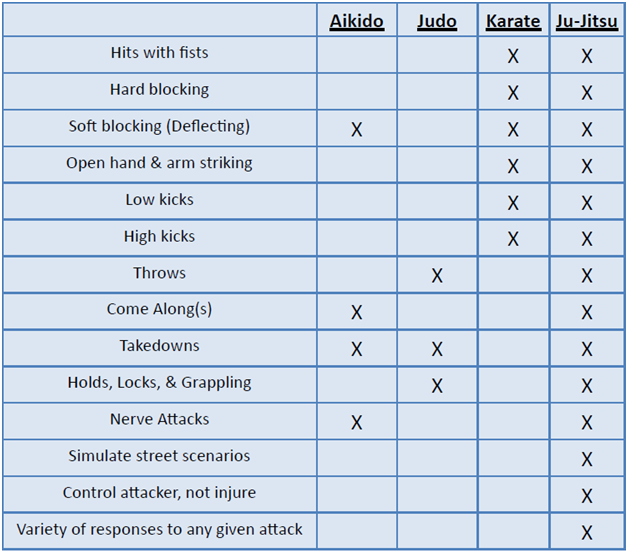 Aikido Judo Karate Ju-Jitsu
Hits with fists X X
Hard blocking X X
Soft blocking (Deflecting) X X X
Open hand & arm striking X X
Low kicks X X
High kicks X X
Throws X X
Come Along(s) X X
Takedowns X X X
Holds, Locks, & Grappling X X
Nerve Attacks X X
Simulate street scenarios X
Control attacker, not injure X
Variety of responses to any given attack X